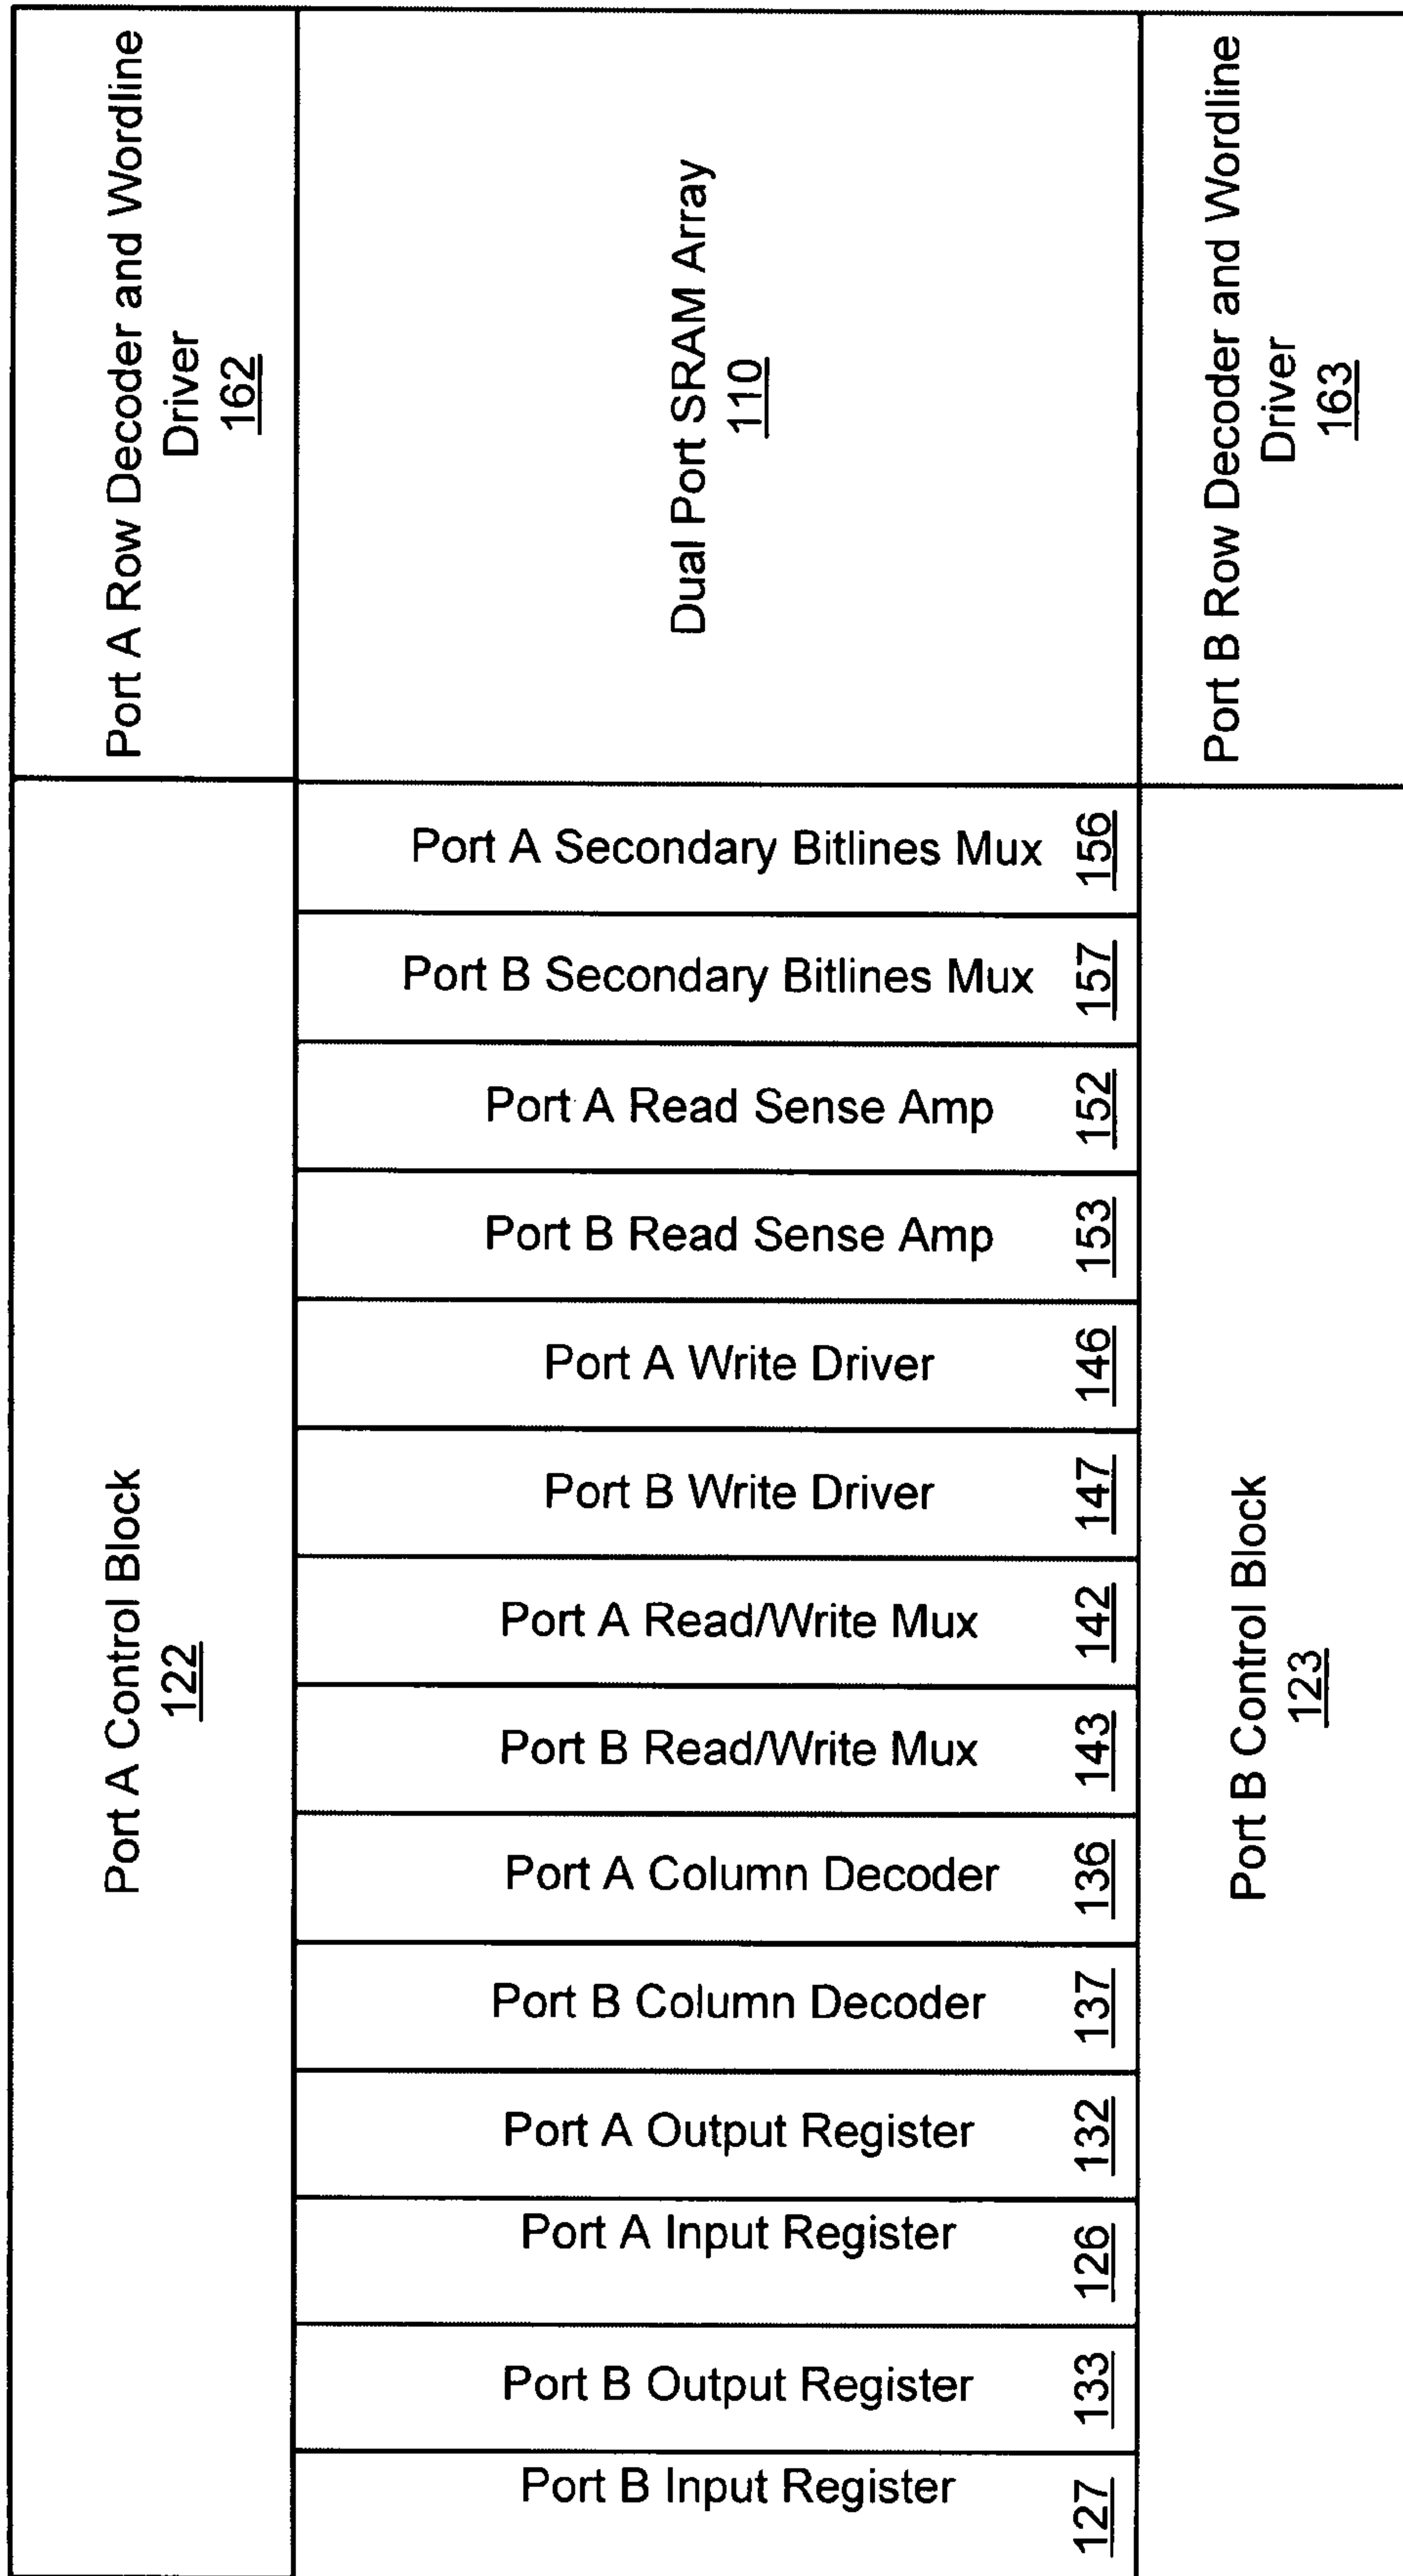 Port A Row Decoder and Wordline
Driver
162
Dual Port SRAM Array
110
Port B Row Decoder and Wordline
Driver
163
Port A Control Block
122
Port A Secondary Bitlines Mux 156
Port B Secondary Bitlines Mux 157
Port A Read Sense Amp 152
Port B Read Sense Amp 153
Port A Write Driver 146
Port B Write Driver 147
Port A Read/Write Mux 142
Port B Read/Write Mux 143
Port A Column Decoder 136
Port B Column Decoder 137
Port A Output Register 132
Port A Input Register 126
Port B Output Register 133
Port B Input Register 127
Port B Control Block
123